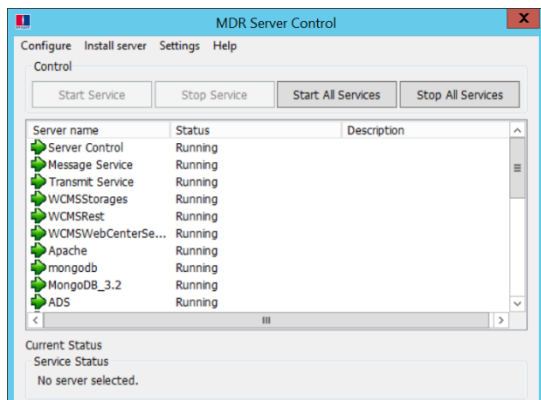 MDR Server Control
X
Configure Install server Settings Help
Control
Start Service Stop Service Start All Services Stop All Services
Server name Status Description
Server Control Running
Message Service Running
Transmit Service Running
WCMSStorages Running
WCMSRest Running
WCMSWebCenterSe... Running
Apache Running
mongodb Running
MongoDB_3.2 Running
ADS Running
Current Status
Service Status
No server selected.